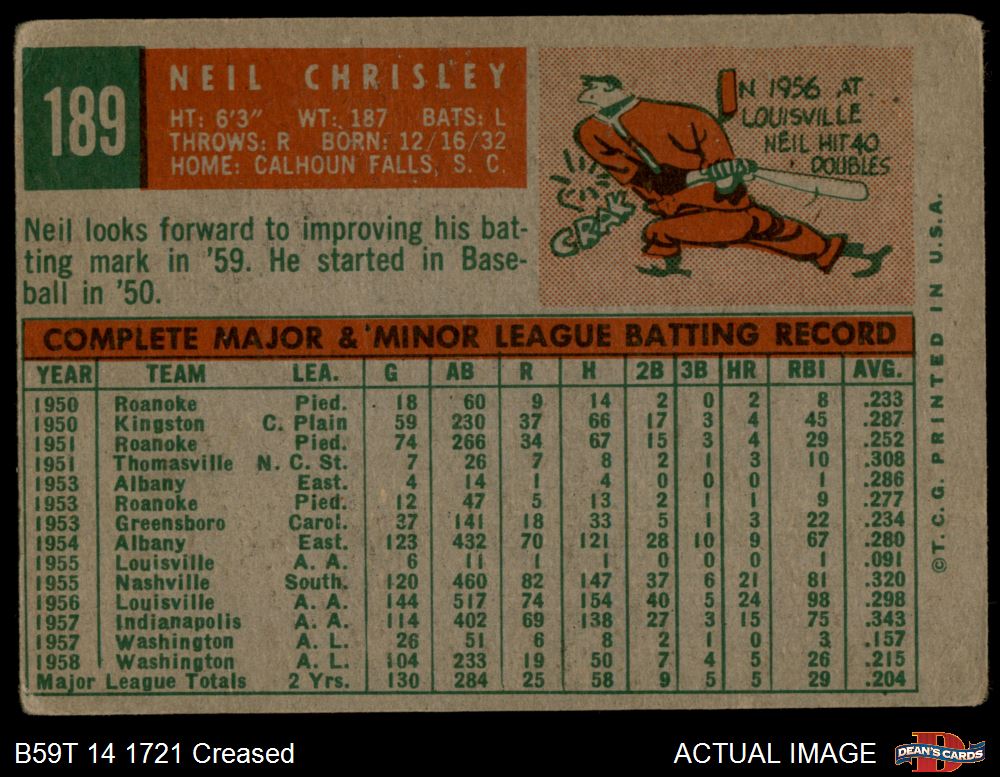 189
NEIL CHRISLEY
HT: 6'3" WT: 187 BATS: L
THROWS: R BORN: 12/16/32
HOME: CALHOUN FALLS, S. C.
IN 1956 AT
LOUISVILLE
NEIL HIT 40
DOUBLES
CRAK
Neil looks forward to improving his bat-
ting mark in '59. He started in Base-
ball in '50.
COMPLETE MAJOR & MINOR LEAGUE BATTING RECORD
YEAR TEAM LEA. G AB R H 2B 3B HR RBI AVG.
1950 Roanoke Pied. 18 60 9 14 2 0 2 8 .233
1950 Kingston C. Plain 59 230 37 66 17 3 4 45 .287
1951 Roanoke Pied. 74 266 34 67 15 3 4 29 .252
1951 Thomasville N. C. St. 7 26 7 8 2 1 3 10 .308
1953 Albany East. 4 14 1 4 0 0 0 1 .286
1953 Roanoke Pied. 12 47 5 13 2 1 1 9 .277
1953 Greensboro Carol. 37 141 18 33 5 1 3 22 .234
1954 Albany East. 123 432 70 121 28 10 9 67 .280
1955 Louisville A. A. 6 11 1 1 0 0 0 1 .091
1955 Nashville South. 120 460 82 147 37 6 21 81 .320
1956 Louisville A. A. 144 517 74 154 40 5 24 98 .298
1957 Indianapolis A. A. 114 402 69 138 27 3 15 75 .343
1957 Washington A. L. 26 51 6 8 2 1 0 3 .157
1958 Washington A. L. 104 233 19 50 7 4 5 26 .215
Major League Totals 2 Yrs. 130 284 25 58 9 5 5 29 .204
©T. C. G. PRINTED IN U.S.A.
B59T 14 1721 Creased
ACTUAL IMAGE
DEAN'S CARDS